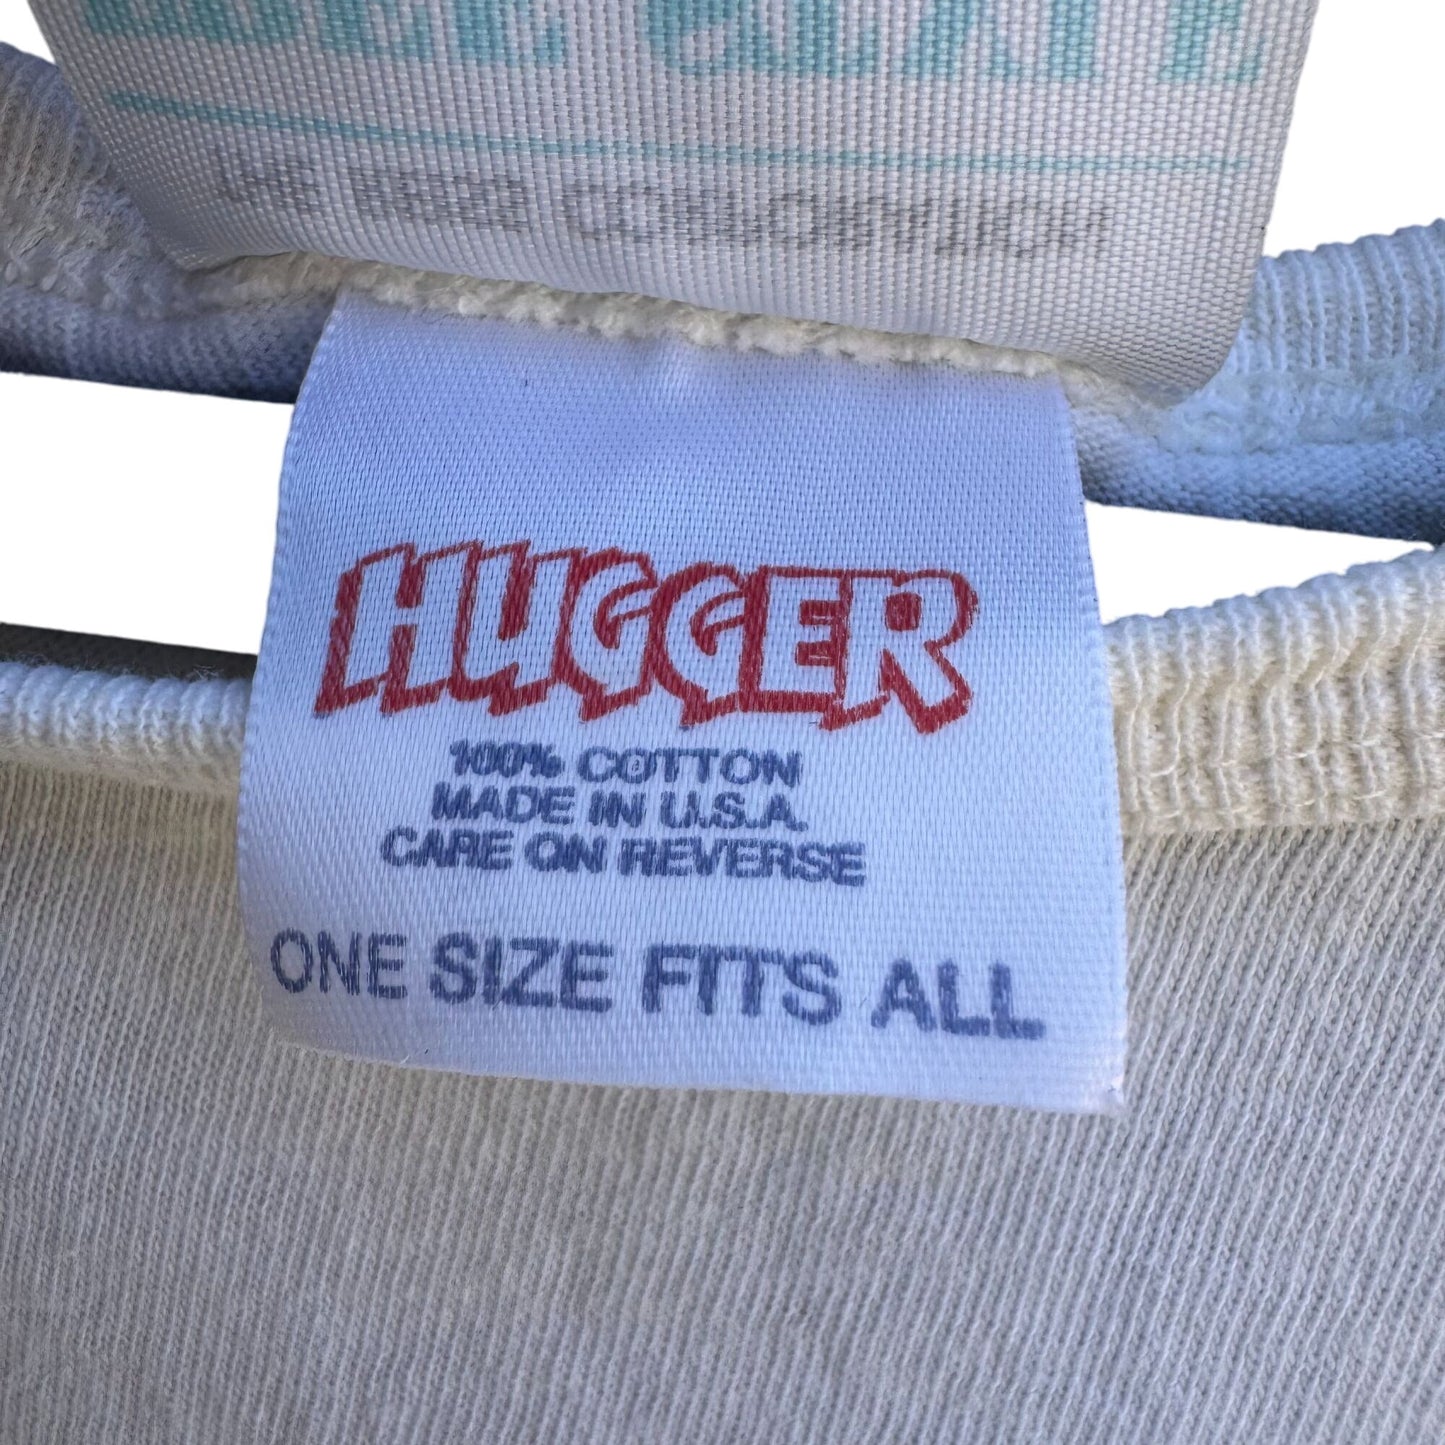 HUGGER
100% COTTON
MADE IN U.S.A.
CARE ON REVERSE
ONE SIZE FITS ALL